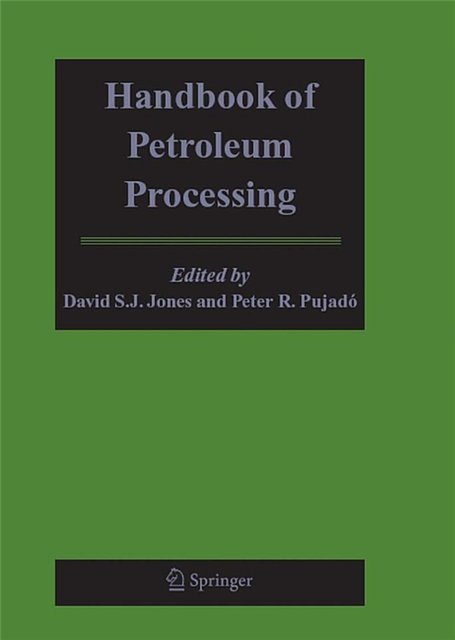 Handbook of
Petroleum
Processing
Edited by
David S.J. Jones and Peter R. Pujadó
Springer